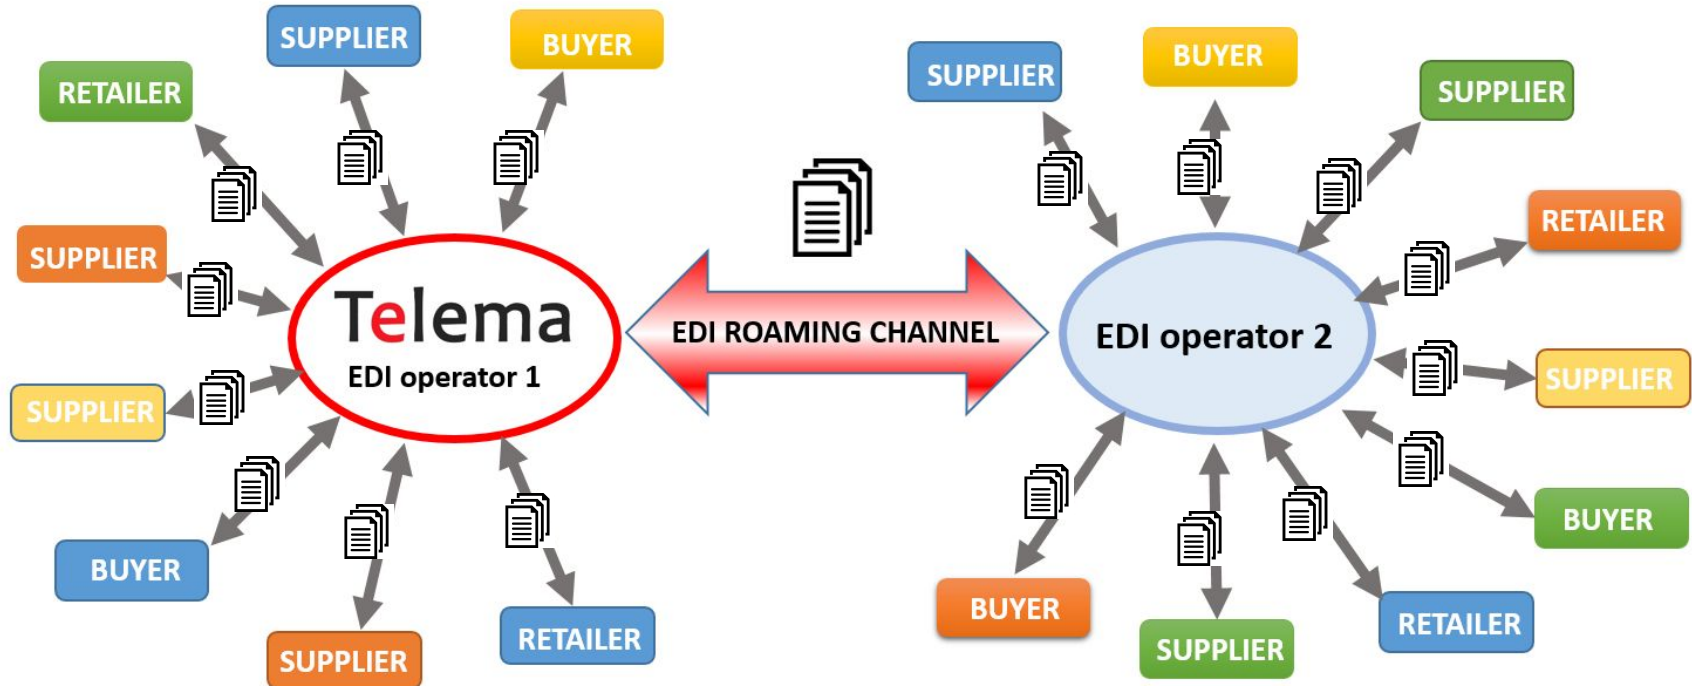 SUPPLIER
BUYER
RETAILER
SUPPLIER
SUPPLIER
BUYER
SUPPLIER
RETAILER
Telema
EDI operator 1
EDI ROAMING CHANNEL
SUPPLIER
BUYER
SUPPLIER
RETAILER
SUPPLIER
BUYER
RETAILER
SUPPLIER
BUYER
EDI operator 2